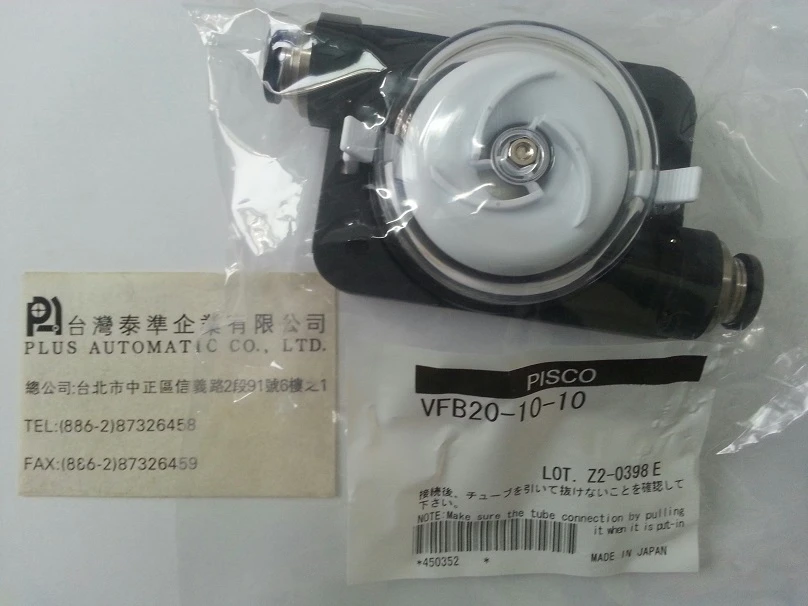 台灣泰準企業有限公司
PLUS AUTOMATIC CO., LTD.
總公司:台北市中正區信義路2段91號6樓之1
TEL:(886-2)87326458
FAX:(886-2)87326459
PISCO
VFB20-10-10
LOT. Z2-0398 E
接続後、チューブを引いて抜けないことを確認して
下さい。
NOTE:Make sure the tube connection by pulling
it when it is put-in
*450352 *
MADE IN JAPAN